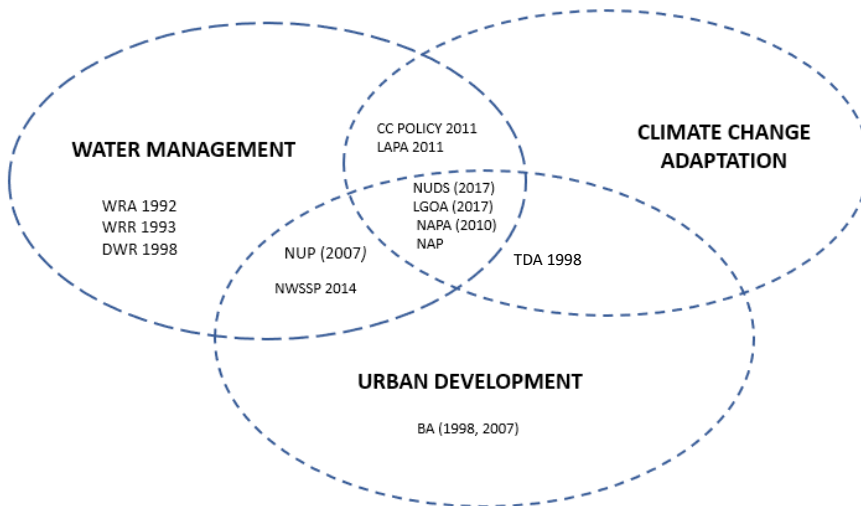 CC POLICY 2011
LAPA 2011
WATER MANAGEMENT
CLIMATE CHANGE
ADAPTATION
WRA 1992
WRR 1993
DWR 1998
NUDS (2017)
LGOA (2017)
NAPA (2010)
NAP
NUP (2007)
NWSSP 2014
TDA 1998
URBAN DEVELOPMENT
BA (1998, 2007)